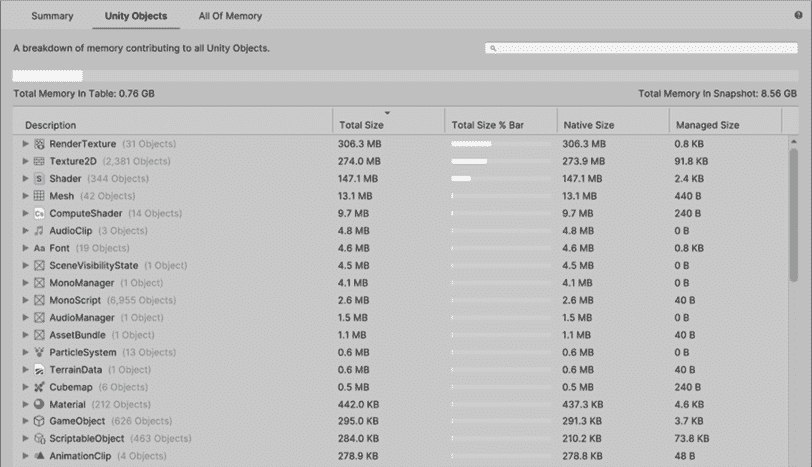 Summary Unity Objects All Of Memory
A breakdown of memory contributing to all Unity Objects.
Total Memory In Table: 0.76 GB Total Memory In Snapshot: 8.56 GB
Description Total Size Total Size % Bar Native Size Managed Size
RenderTexture (31 Objects) 306.3 MB 306.3 MB 0.8 KB
Texture2D (2,381 Objects) 274.0 MB 273.9 MB 91.8 KB
S Shader (344 Objects) 147.1 MB 147.1 MB 2.4 KB
Mesh (42 Objects) 13.1 MB 13.1 MB 440 B
Cs ComputeShader (14 Objects) 9.7 MB 9.7 MB 240 B
AudioClip (3 Objects) 4.8 MB 4.8 MB 0 B
Aa Font (19 Objects) 4.6 MB 4.6 MB 0.8 KB
SceneVisibilityState (1 Object) 4.5 MB 4.5 MB 0 B
MonoManager (1 Object) 4.1 MB 4.1 MB 0 B
MonoScript (6,955 Objects) 2.6 MB 2.6 MB 40 B
AudioManager (1 Object) 1.5 MB 1.5 MB 0 B
AssetBundle (1 Object) 1.1 MB 1.1 MB 40 B
ParticleSystem (13 Objects) 0.6 MB 0.6 MB 0 B
TerrainData (1 Object) 0.6 MB 0.6 MB 40 B
Cubemap (6 Objects) 0.5 MB 0.5 MB 240 B
Material (212 Objects) 442.0 KB 437.3 KB 4.6 KB
GameObject (626 Objects) 295.0 KB 291.3 KB 3.7 KB
ScriptableObject (463 Objects) 284.0 KB 210.2 KB 73.8 KB
AnimationClip (4 Objects) 278.9 KB 278.8 KB 48 B